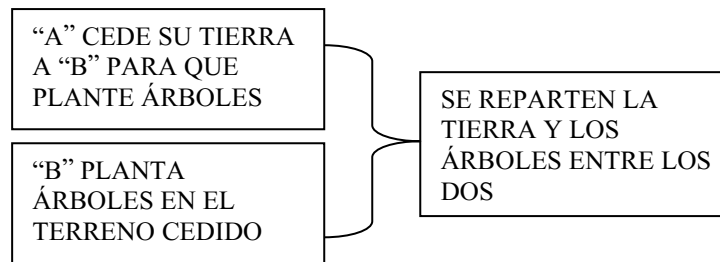 “A” CEDE SU TIERRA
A “B” PARA QUE
PLANTE ÁRBOLES
“B” PLANTA
ÁRBOLES EN EL
TERRENO CEDIDO
SE REPARTEN LA
TIERRA Y LOS
ÁRBOLES ENTRE LOS
DOS